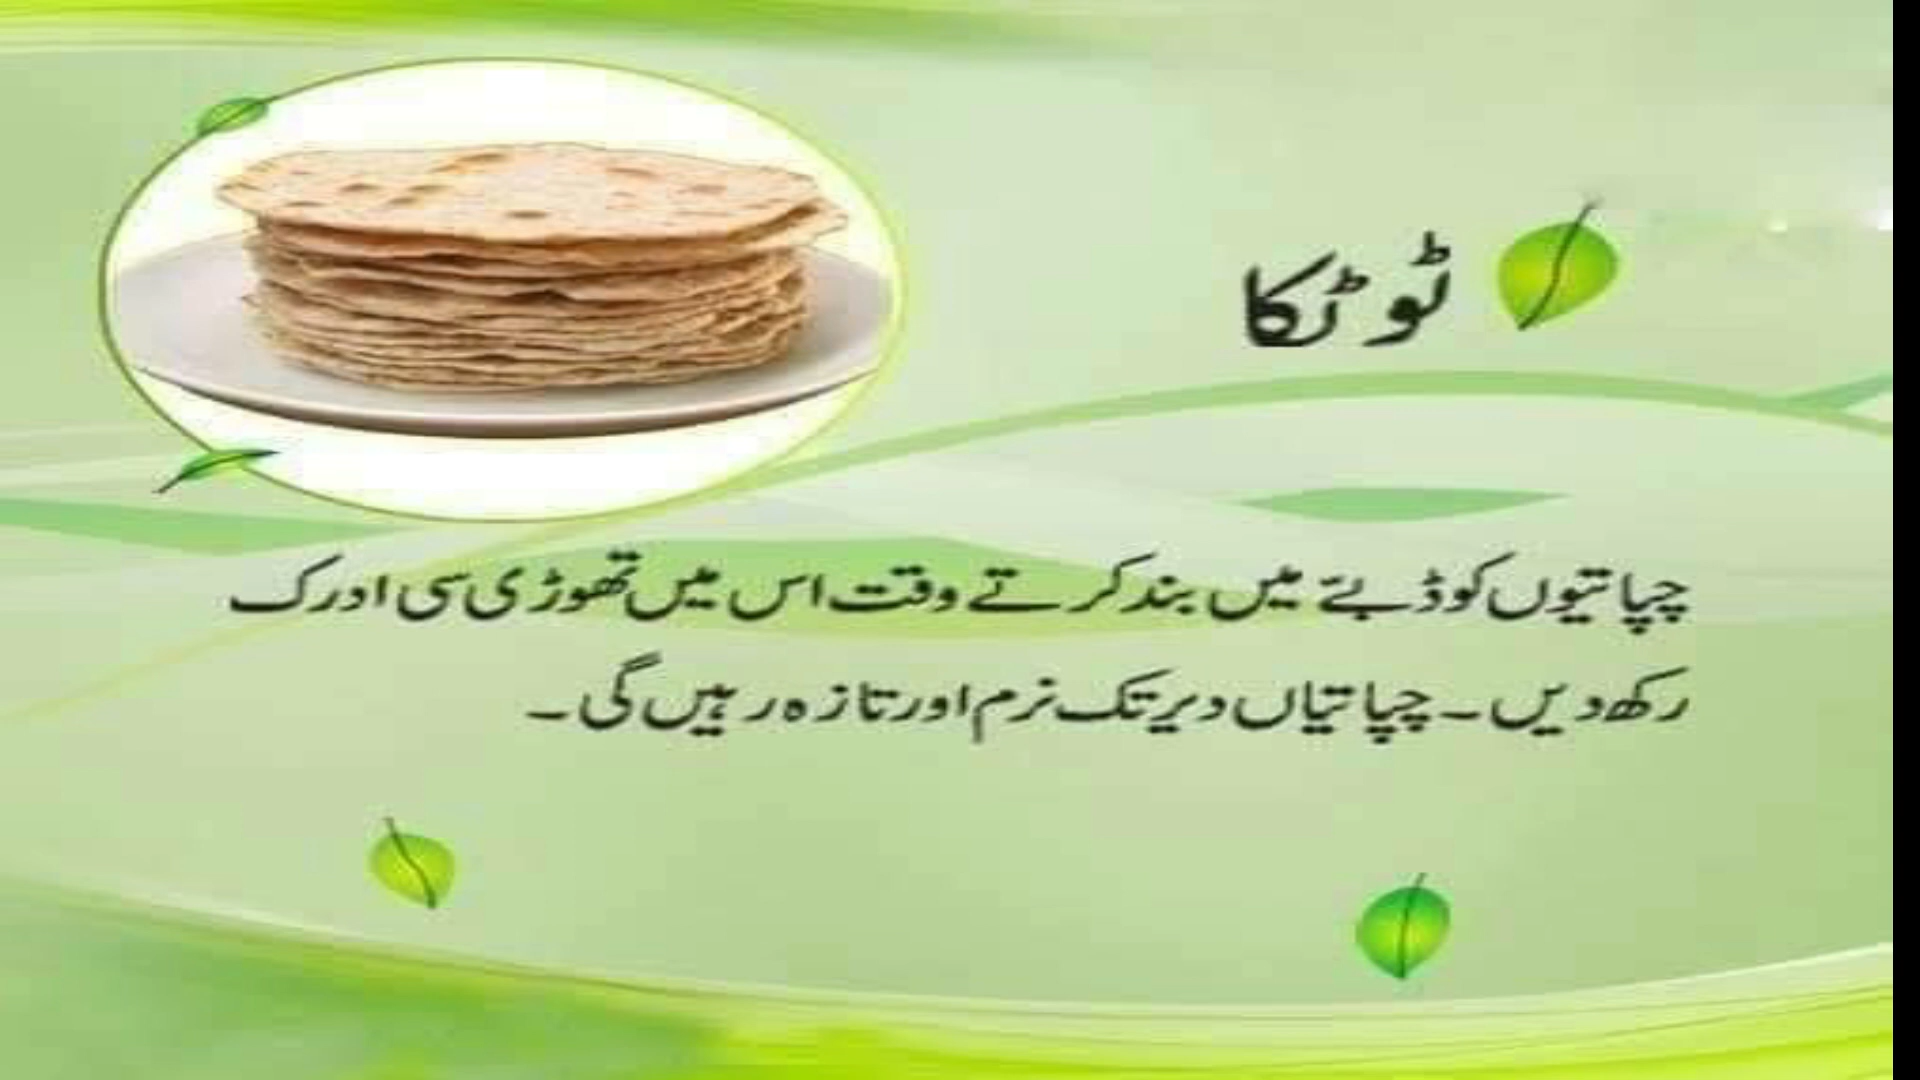 ٹوٹکا
چپاتیوں کو ڈبے میں بند کرتے وقت اس میں تھوڑی سی ادرک
رکھ دیں۔ چپاتیاں دیر تک نرم اور تازہ رہیں گی۔